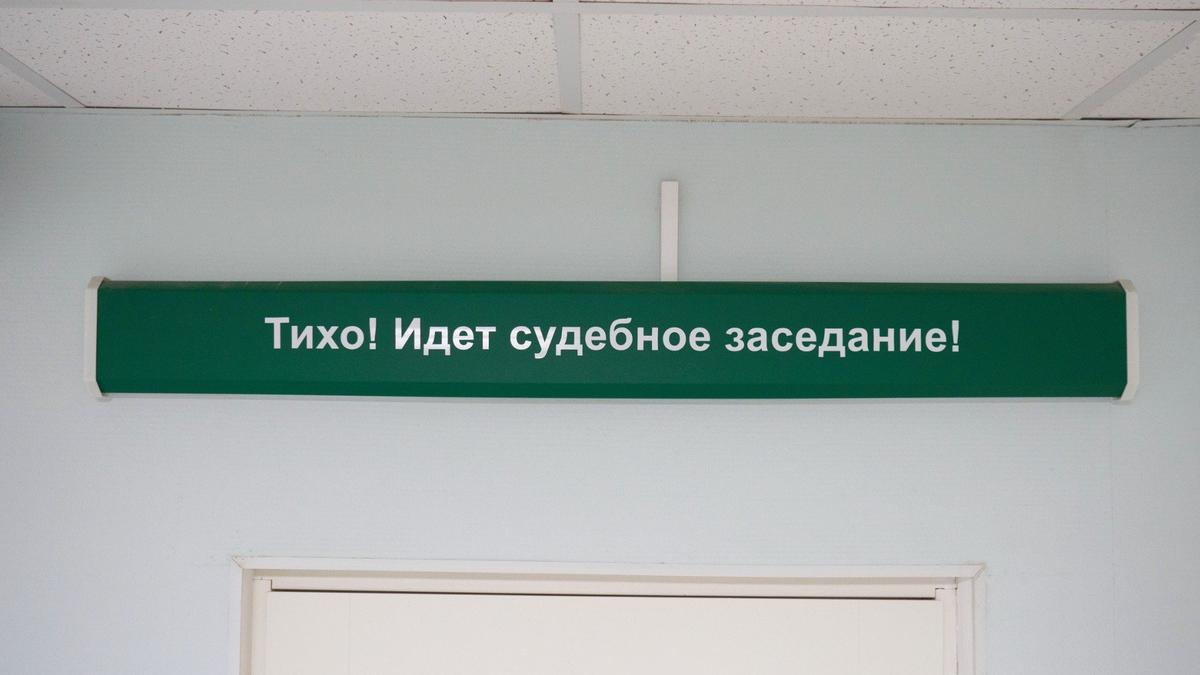 Тихо! Идет судебное заседание!